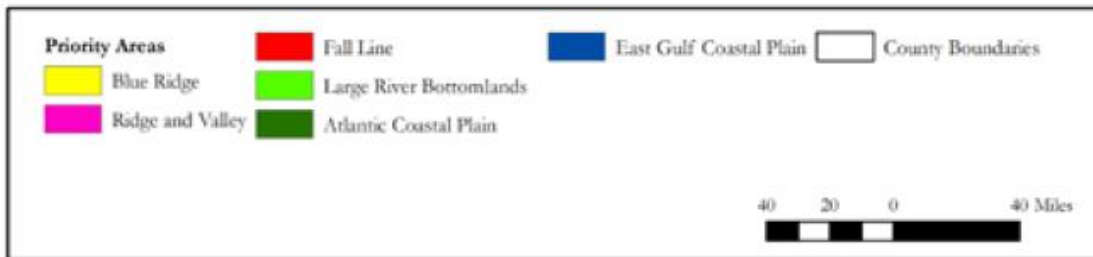 Priority Areas
Blue Ridge
Ridge and Valley
Fall Line
Large River Bottomlands
Atlantic Coastal Plain
East Gulf Coastal Plain
County Boundaries
40 20 0 40 Miles